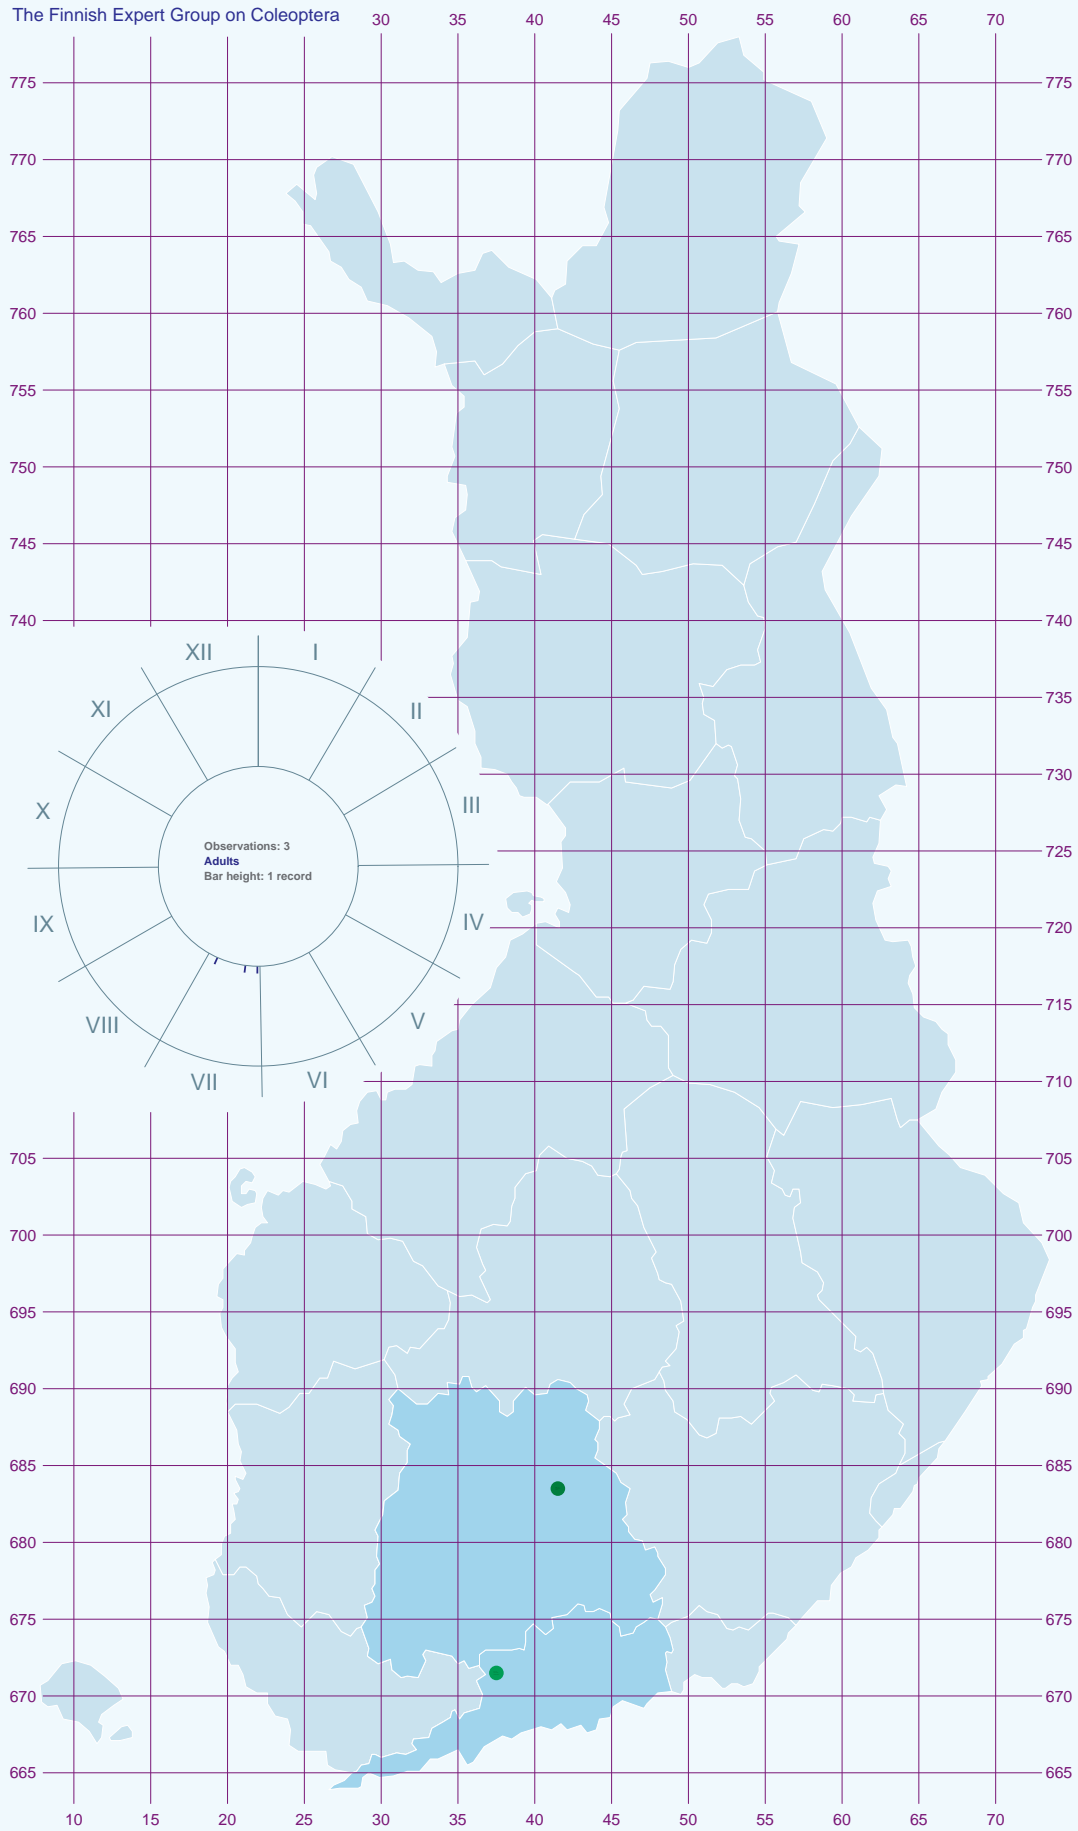 The Finnish Expert Group on Coleoptera
30 35 40 45 50 55 60 65 70
775 775
770 770
765 765
760 760
755 755
750 750
745 745
740 740
XII I
XI II
735
730
X III
Observations: 3
Adults
Bar height: 1 record
725
IX IV
720
715
VIII V
VII VI
710
705 705
700 700
695 695
690 690
685 685
680 680
675 675
670 670
665 665
10 15 20 25 30 35 40 45 50 55 60 65 70